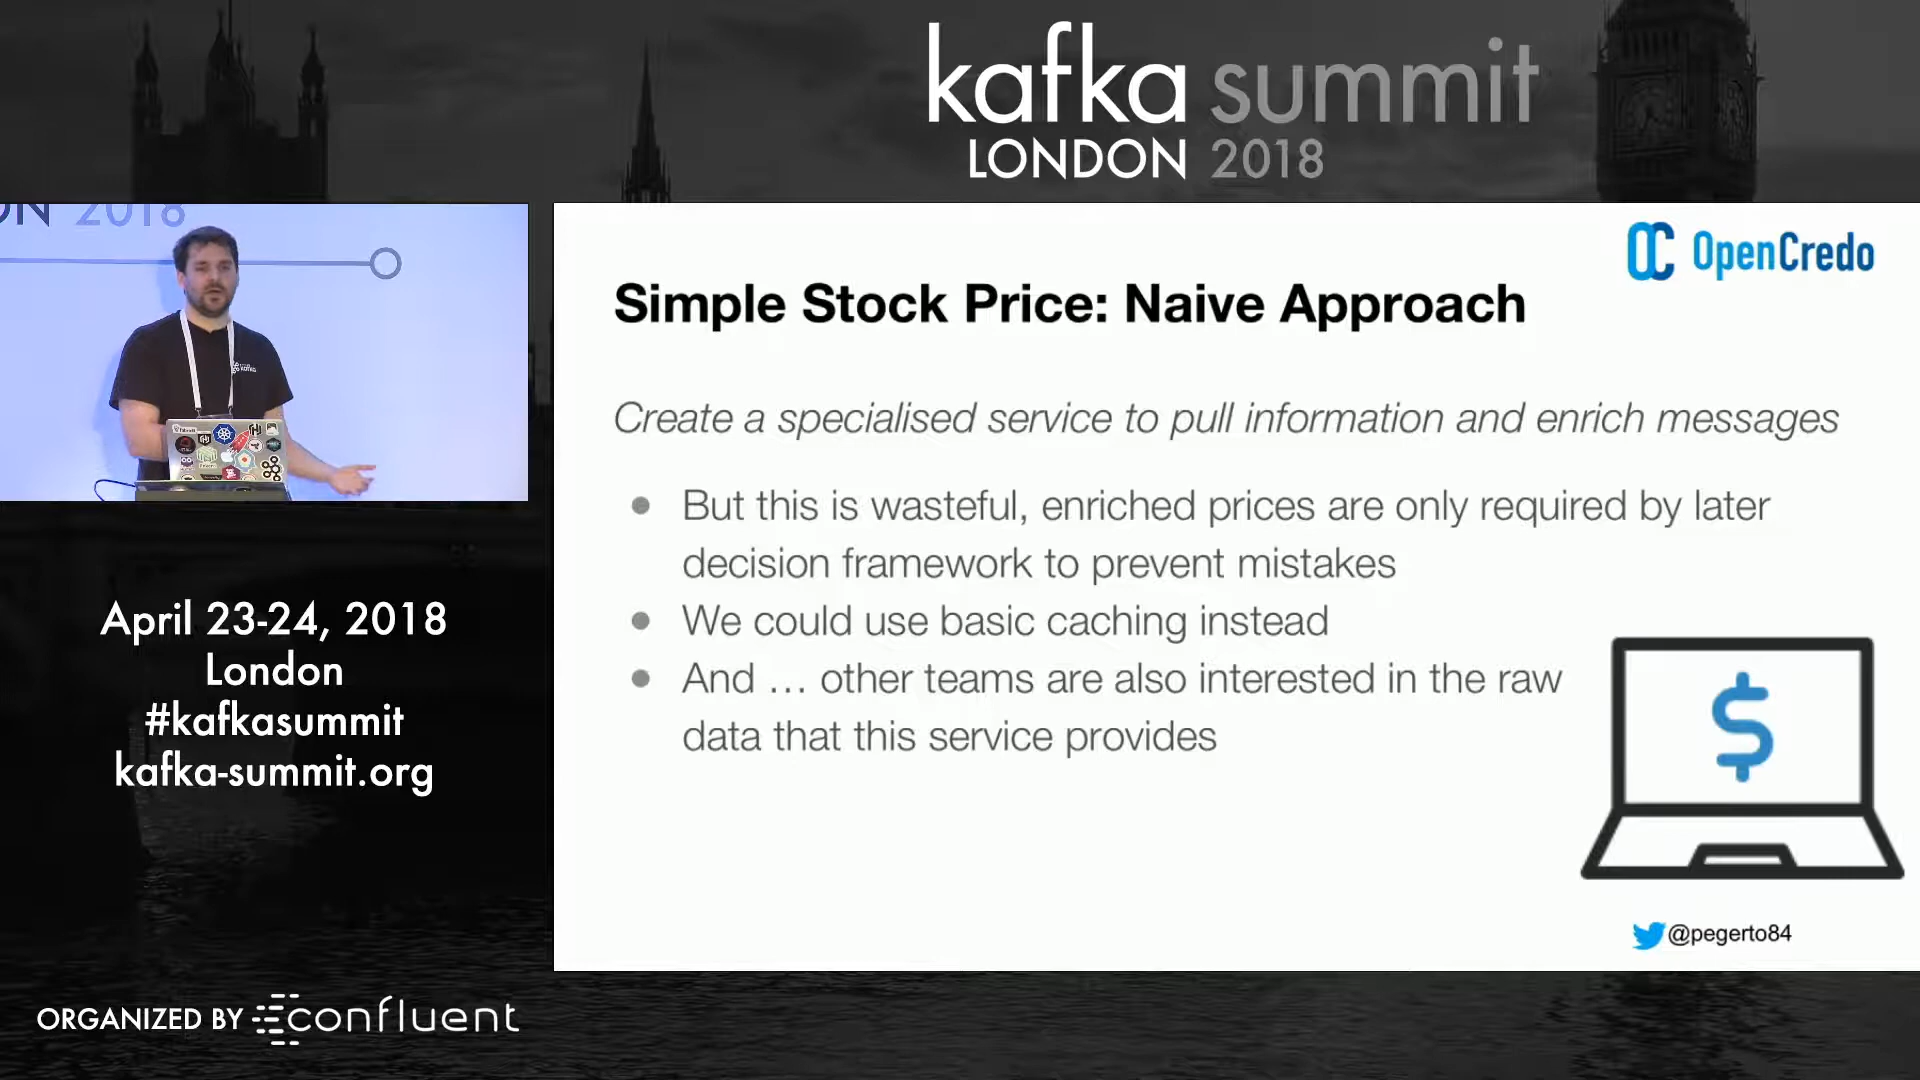 kafka summit
LONDON 2018
ON 2018
OpenCredo
Simple Stock Price: Naive Approach
Create a specialised service to pull information and enrich messages
● But this is wasteful, enriched prices are only required by later
decision framework to prevent mistakes
● We could use basic caching instead
● And … other teams are also interested in the raw
data that this service provides
$
@pegerto84
April 23-24, 2018
London
#kafkasummit
kafka-summit.org
ORGANIZED BY confluent